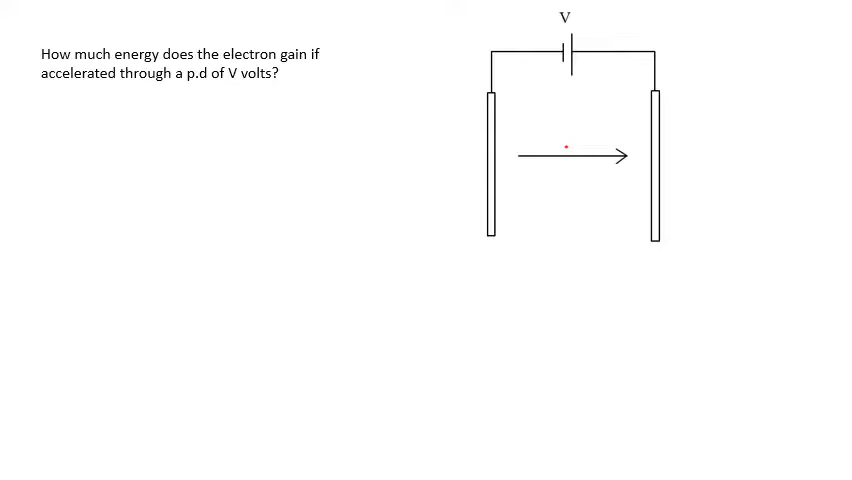 V
How much energy does the electron gain if
accelerated through a p.d of V volts?